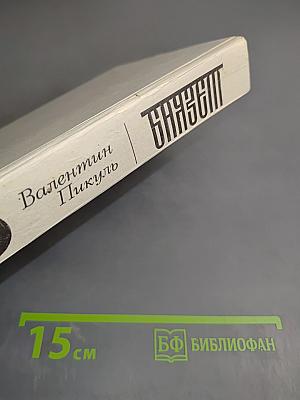 Валентин
Пикуль
БАЯЗЕТ
15 см
БФ БИБЛИОФАН